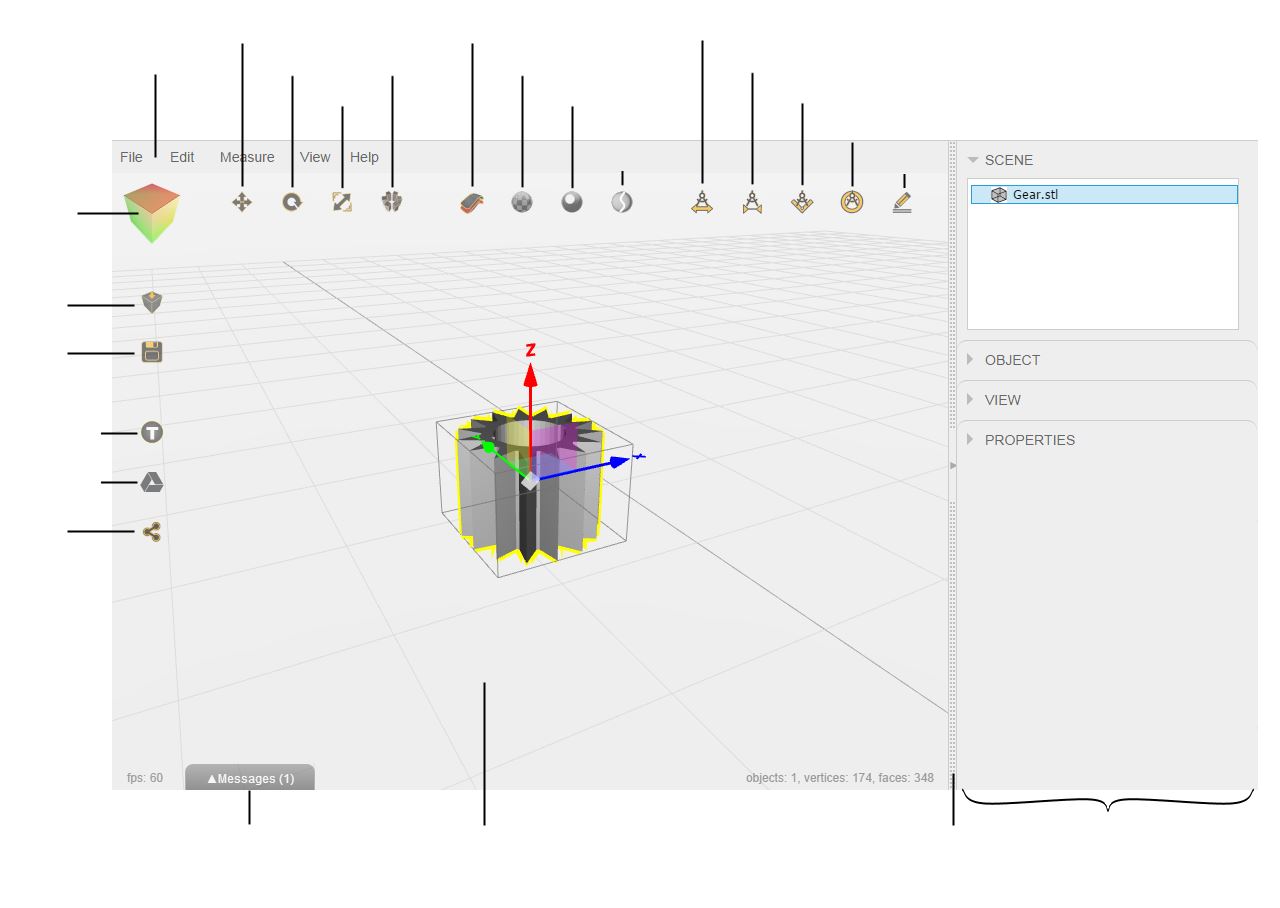 File Edit Measure View Help
SCENE
Gear.stl
OBJECT
VIEW
PROPERTIES
Z
fps: 60
▲Messages (1)
objects: 1, vertices: 174, faces: 348